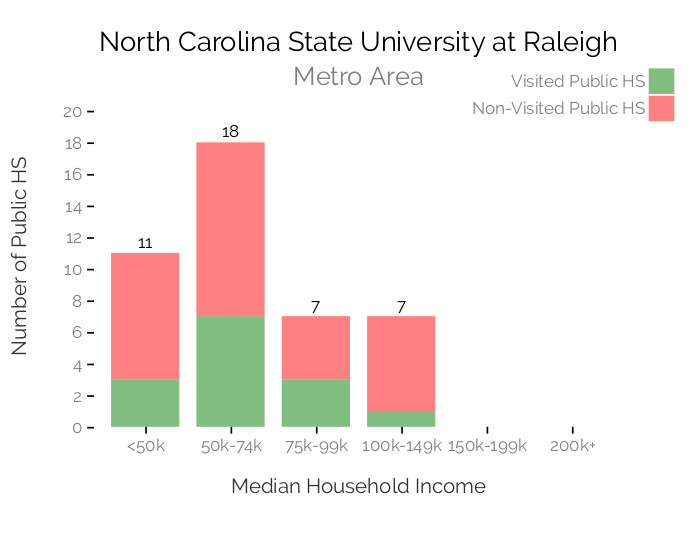 North Carolina State University at Raleigh
Metro Area
Visited Public HS
Non-Visited Public HS
Number of Public HS
20
18
16
14
12
10
8
6
4
2
0
11
18
7
7
<50k
50k-74k
75k-99k
100k-149k
150k-199k
200k+
Median Household Income